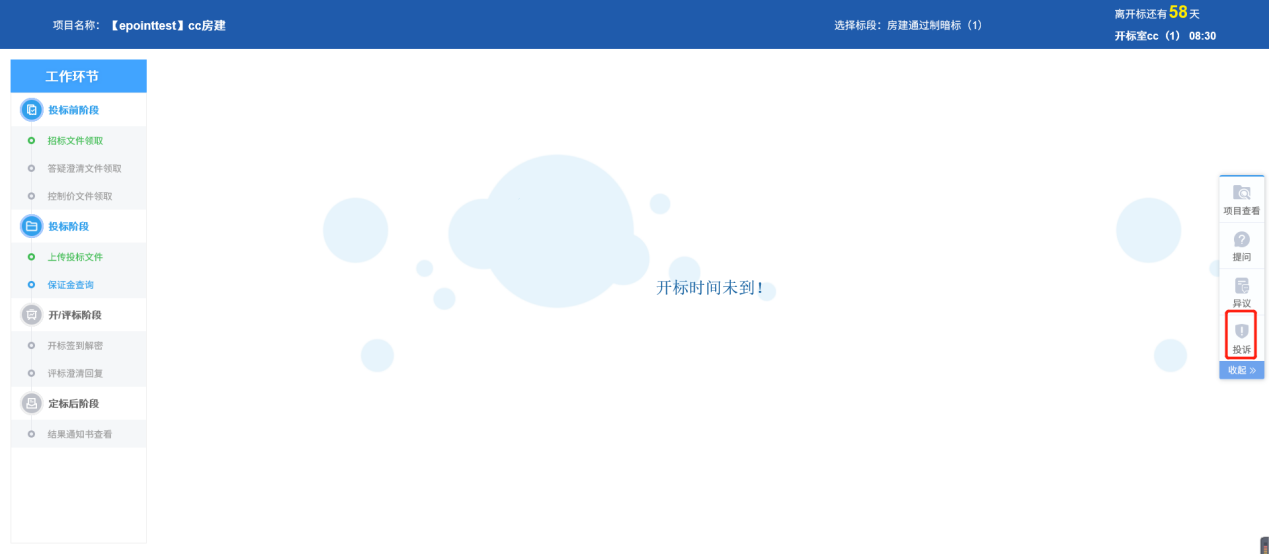 项目名称：【epointtest】cc房建
选择标段：房建通过制暗标（1）
离开标还有58天
开标室cc（1） 08:30
工作环节
投标前阶段
招标文件领取
答疑澄清文件领取
控制价文件领取
投标阶段
上传投标文件
保证金查询
开/评标阶段
开标签到解密
评标澄清回复
定标后阶段
结果通知书查看
开标时间未到！
项目查看
提问
异议
投诉
收起 »